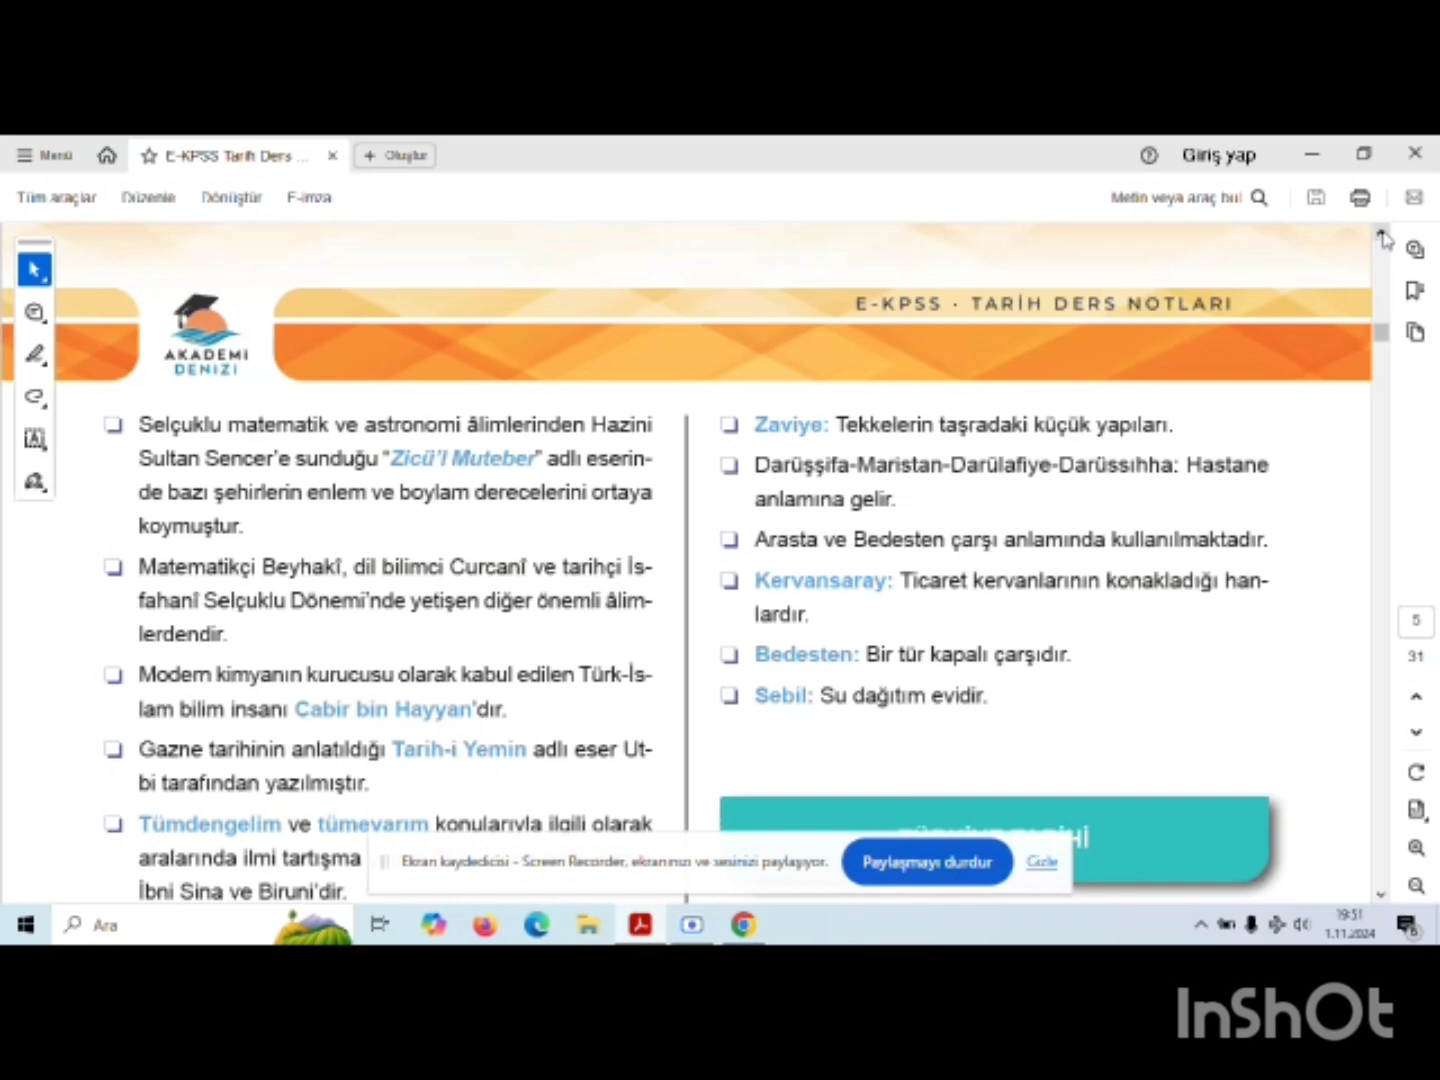 Menü
E-KPSS Tarih Ders ...
Oluştur
Giriş yap
Tüm araçlar
Düzenle
Dönüştür
E-imza
Metin veya araç bul
E-KPSS · TARİH DERS NOTLARI
AKADEMİ
DENİZİ
Selçuklu matematik ve astronomi âlimlerinden Hazini
Sultan Sencer'e sunduğu "Zicü'l Muteber" adlı eserin-
de bazı şehirlerin enlem ve boylam derecelerini ortaya
koymuştur.
Matematikçi Beyhakî, dil bilimci Curcanî ve tarihçi İs-
fahanî Selçuklu Dönemi'nde yetişen diğer önemli âlim-
lerdendir.
Modern kimyanın kurucusu olarak kabul edilen Türk-İs-
lam bilim insanı Cabir bin Hayyan'dır.
Gazne tarihinin anlatıldığı Tarih-i Yemin adlı eser Ut-
bi tarafından yazılmıştır.
Tümdengelim ve tümevarım konularıyla ilgili olarak
aralarında ilmi tartışma
İbni Sina ve Biruni'dir.
Zaviye: Tekkelerin taşradaki küçük yapıları.
Darüşşifa-Maristan-Darülafiye-Darüssıhha: Hastane
anlamına gelir.
Arasta ve Bedesten çarşı anlamında kullanılmaktadır.
Kervansaray: Ticaret kervanlarının konakladığı han-
lardır.
Bedesten: Bir tür kapalı çarşıdır.
Sebil: Su dağıtım evidir.
5
31
Ekran kaydedicisi - Screen Recorder, ekranınızı ve sesinizi paylaşıyor.
Paylaşmayı durdur
Gizle
Ara
19:51
1.11.2024
InShOt